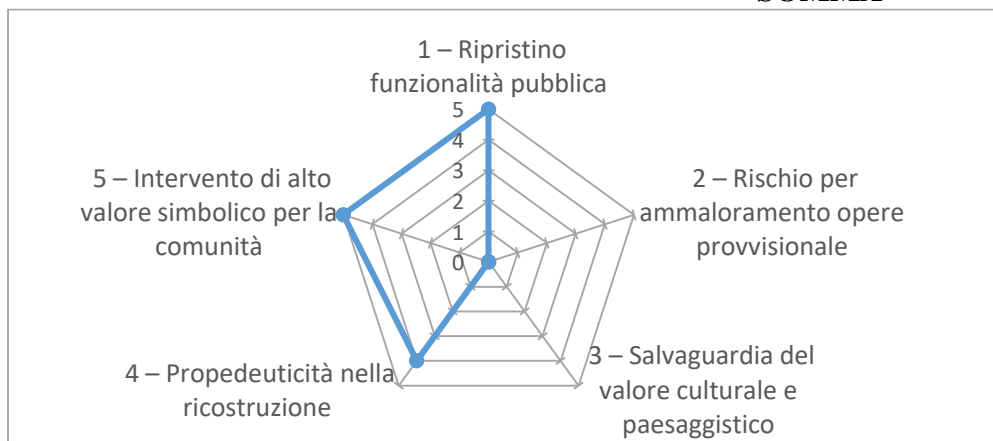 1 – Ripristino
funzionalità pubblica
5
4
3
2
1
0
2 – Rischio per
ammaloramento opere
provvisionale
3 – Salvaguardia del
valore culturale e
paesaggistico
4 – Propedeuticità nella
ricostruzione
5 – Intervento di alto
valore simbolico per la
comunità